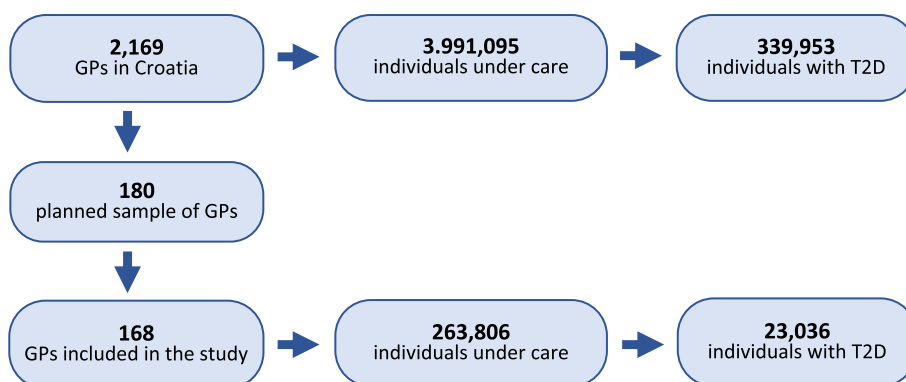 2,169
GPs in Croatia
3.991,095
individuals under care
339,953
individuals with T2D
180
planned sample of GPs
168
GPs included in the study
263,806
individuals under care
23,036
individuals with T2D